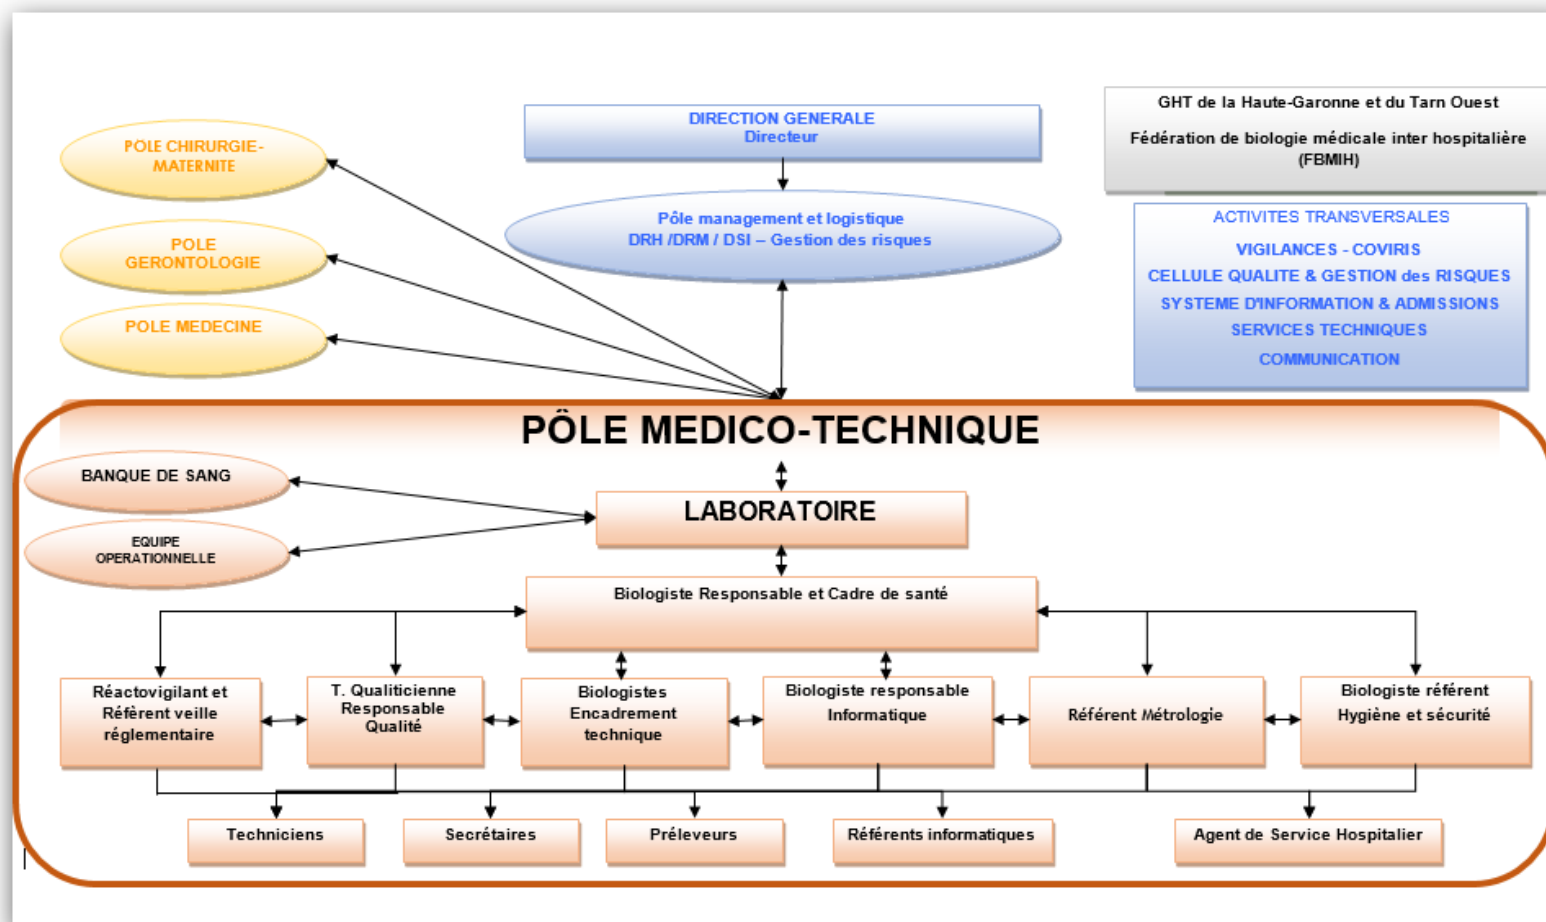 PÔLE CHIRURGIE-
MATERNITE
POLE
GERONTOLOGIE
POLE MEDECINE
DIRECTION GENERALE
Directeur
Pôle management et logistique
DRH /DRM / DSI – Gestion des risques
GHT de la Haute-Garonne et du Tarn Ouest
Fédération de biologie médicale inter hospitalière
(FBMIH)
ACTIVITES TRANSVERSALES
VIGILANCES - COVIRIS
CELLULE QUALITE & GESTION des RISQUES
SYSTEME D'INFORMATION & ADMISSIONS
SERVICES TECHNIQUES
COMMUNICATION
PÔLE MEDICO-TECHNIQUE
BANQUE DE SANG
EQUIPE
OPERATIONNELLE
LABORATOIRE
Biologiste Responsable et Cadre de santé
Réactovigilant et
Référent veille
réglementaire
T. Qualiticienne
Responsable
Qualité
Biologistes
Encadrement
technique
Biologiste responsable
Informatique
Référent Métrologie
Biologiste référent
Hygiène et sécurité
Techniciens
Secrétaires
Préleveurs
Référents informatiques
Agent de Service Hospitalier